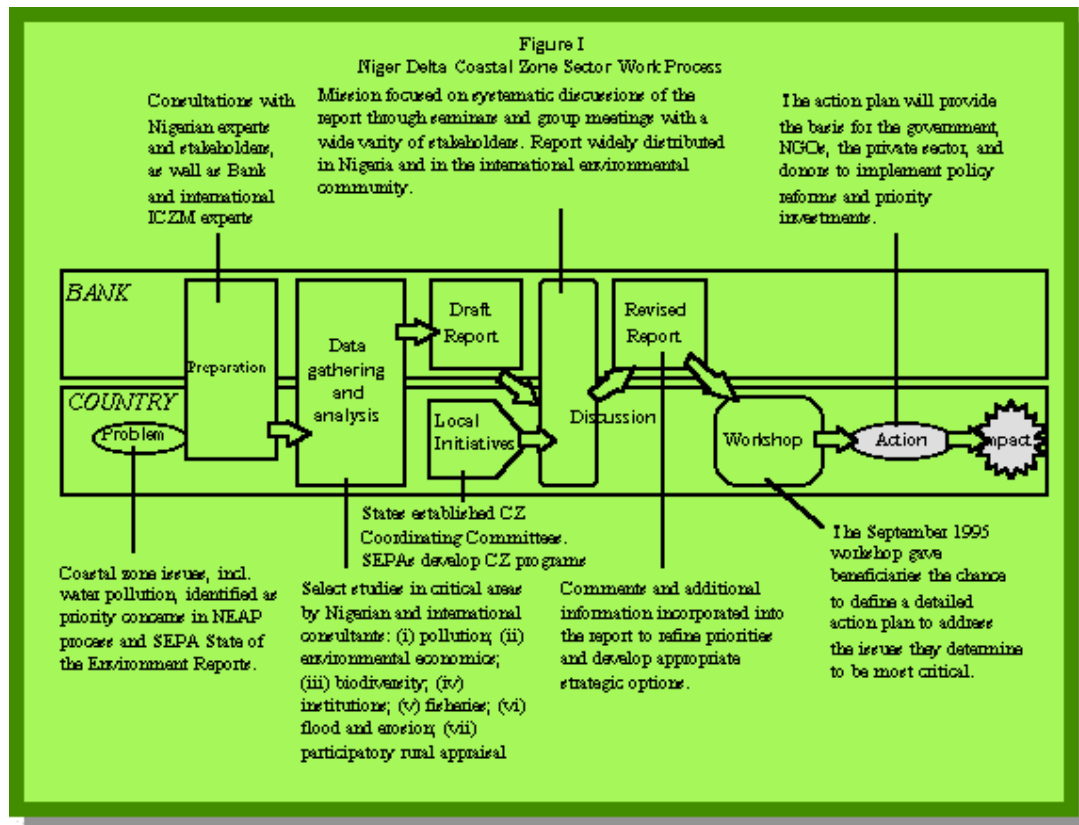 Figure I
Niger Delta Coastal Zone Sector Work Process
Consultations with
Nigerian experts
and stakeholders,
as well as Bank
and international
ICZM experts
Mission focused on systematic discussions of the
report through seminars and group meetings with a
wide varity of stakeholders. Report widely distributed
in Nigeria and in the international environmental
community.
The action plan will provide
the basis for the government,
NGOs, the private sector, and
donors to implement policy
reforms and priority
investments.
BANK
Preparation
Data
gathering
and
analysis
Draft
Report
Revised
Report
COUNTRY
Problem
Local
Initiatives
Discussion
Workshop
Action
Impact
Coastal zone issues, incl.
water pollution, identified as
priority concerns in NEAP
process and SEPA State of
the Environment Reports.
States established CZ
Coordinating Committees.
SEPAs develop CZ programs
Select studies in critical areas
by Nigerian and international
consultants: (i) pollution; (ii)
environmental economics;
(iii) biodiversity; (iv)
institutions; (v) fisheries; (vi)
flood and erosion; (vii)
participatory rural appraisal
Comments and additional
information incorporated into
the report to refine priorities
and develop appropriate
strategic options.
The September 1995
workshop gave
beneficiaries the chance
to define a detailed
action plan to address
the issues they determine
to be most critical.